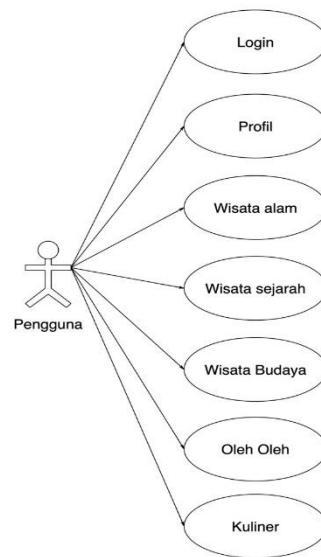 Login
Profil
Wisata alam
Wisata sejarah
Pengguna
Wisata Budaya
Oleh Oleh
Kuliner